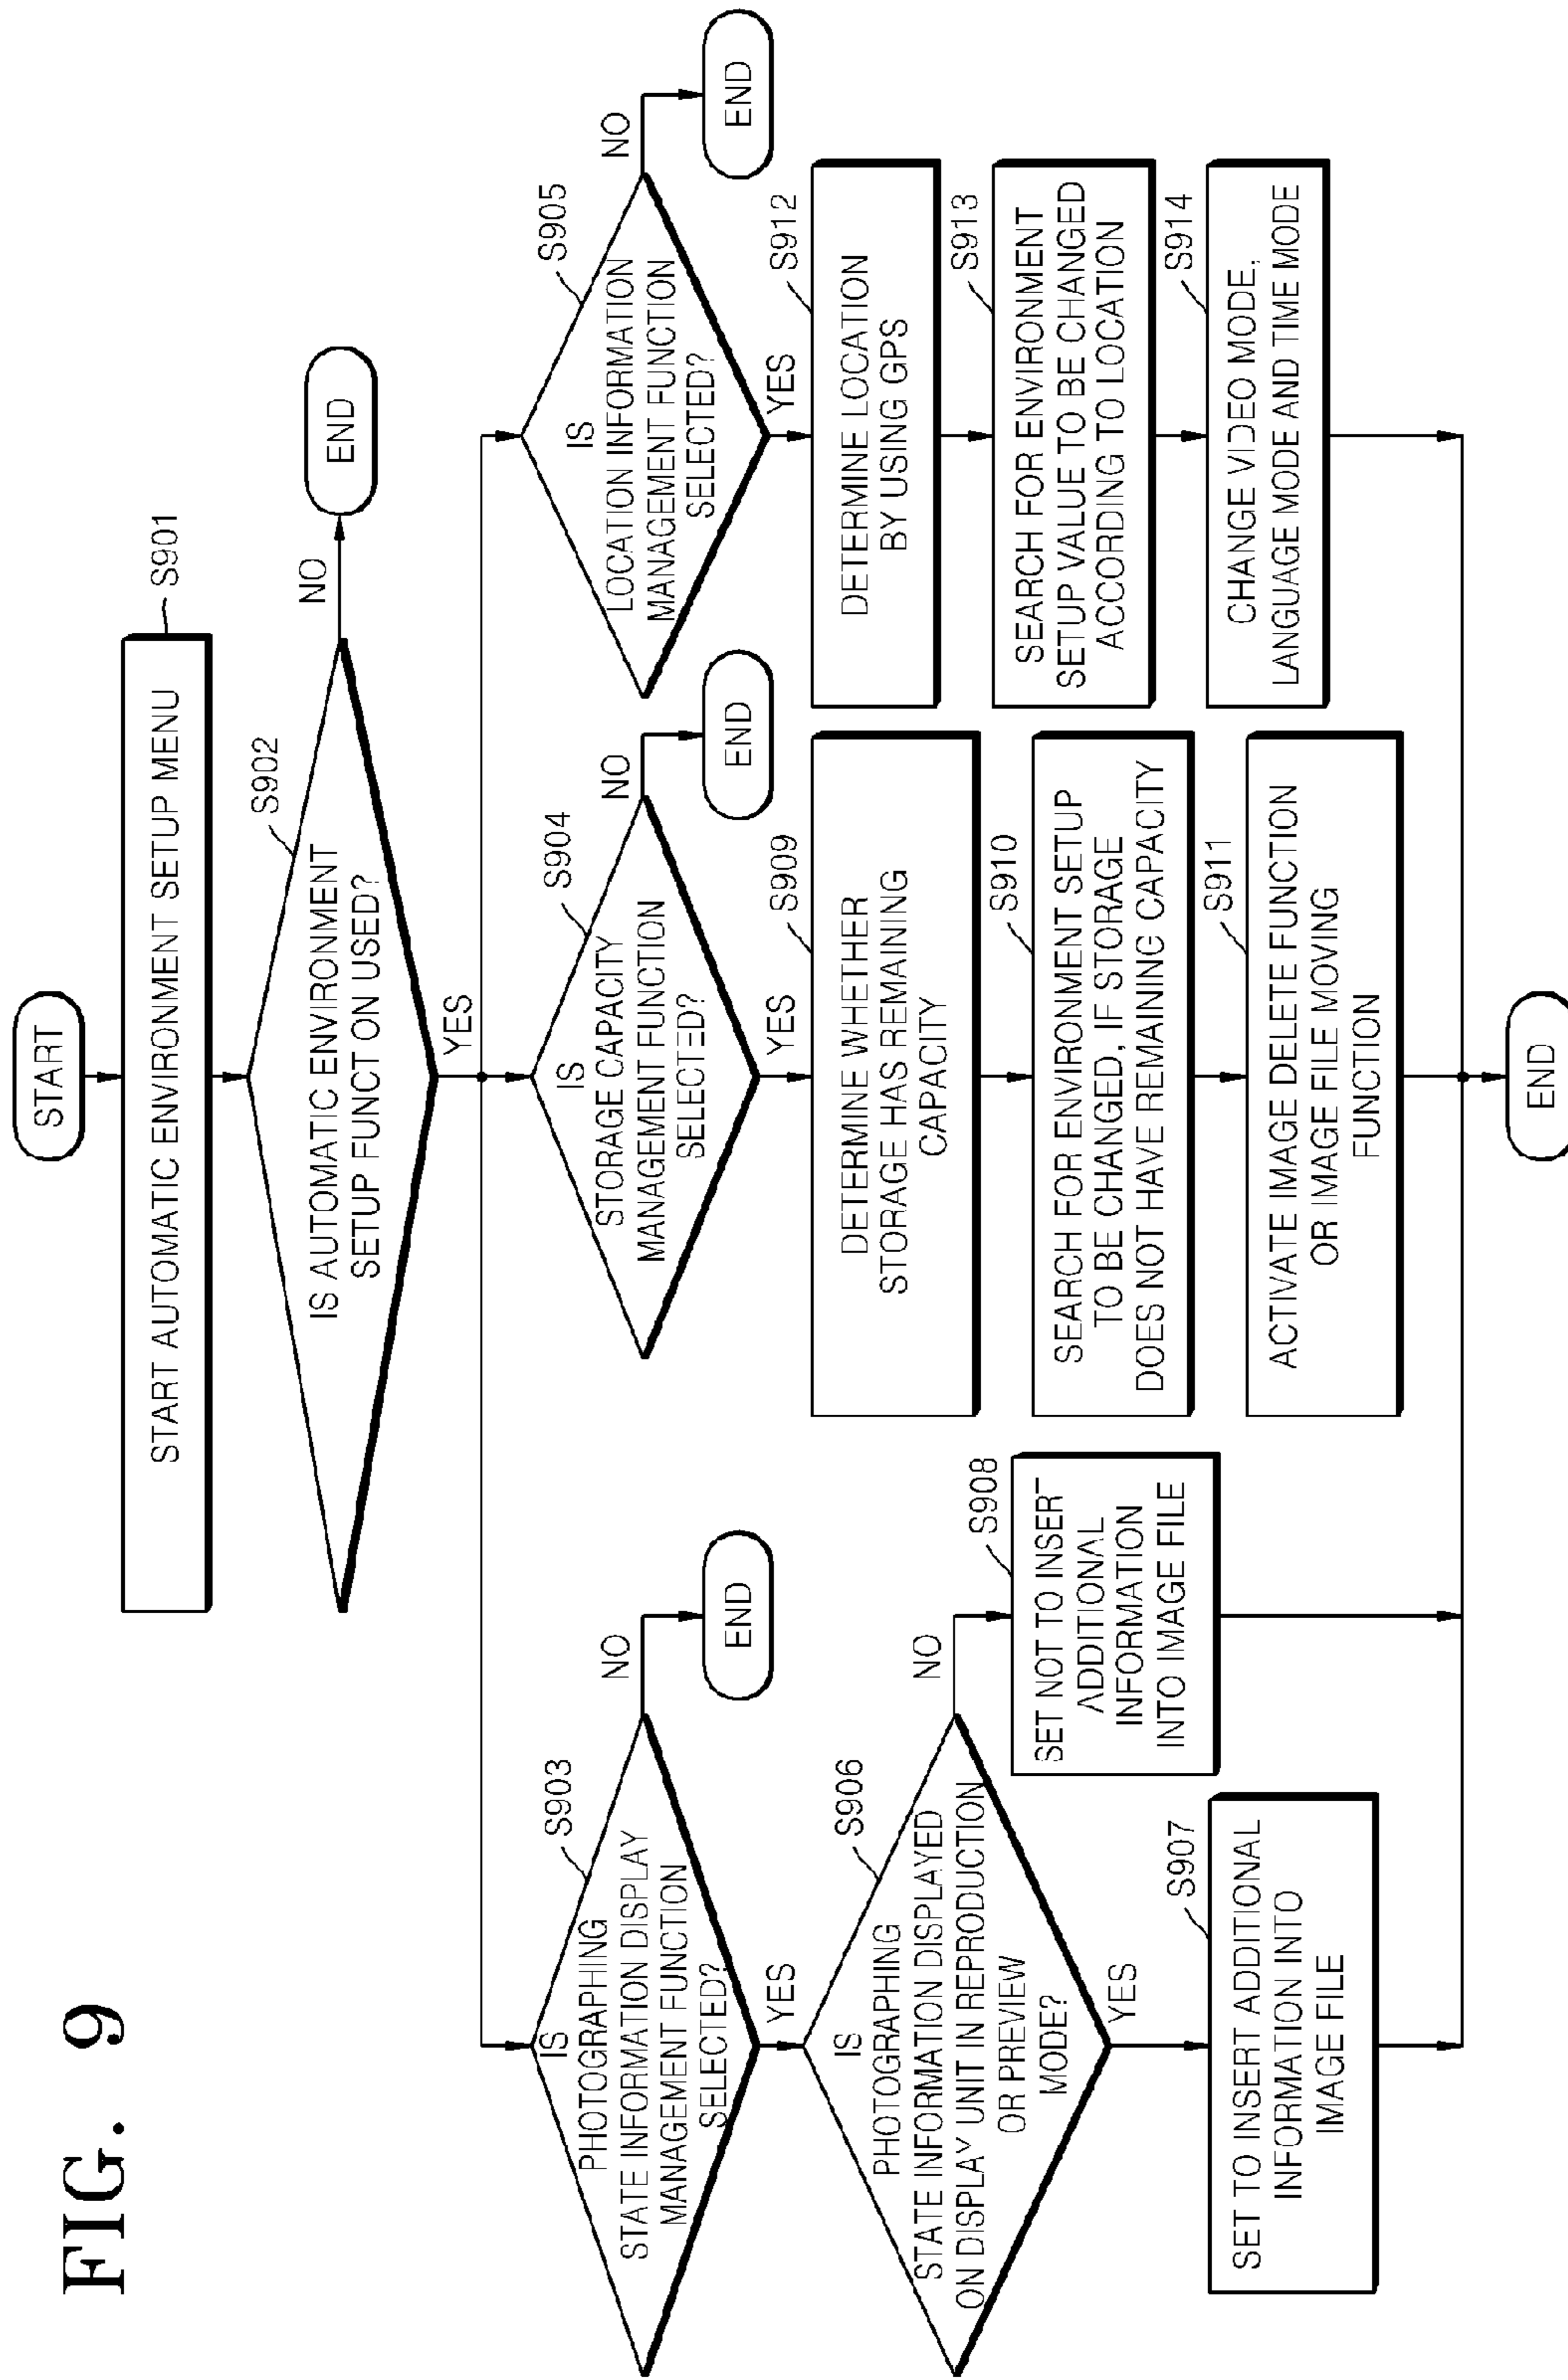 FIG. 9
START
START AUTOMATIC ENVIRONMENT SETUP MENU
S901
IS AUTOMATIC ENVIRONMENT
SETUP FUNCT ON USED?
S902
NO
END
YES
IS
PHOTOGRAPHING
STATE INFORMATION DISPLAY
MANAGEMENT FUNCTION
SELECTED?
S903
NO
END
YES
IS
PHOTOGRAPHING
STATE INFORMATION DISPLAYED
ON DISPLAY UNIT IN REPRODUCTION
OR PREVIEW
MODE?
S906
NO
YES
SET TO INSERT ADDITIONAL
INFORMATION INTO
IMAGE FILE
S907
SET NOT TO INSERT
ADDITIONAL
INFORMATION
INTO IMAGE FILE
S908
IS
STORAGE CAPACITY
MANAGEMENT FUNCTION
SELECTED?
S904
NO
END
YES
DETERMINE WHETHER
STORAGE HAS REMAINING
CAPACITY
S909
SEARCH FOR ENVIRONMENT SETUP
TO BE CHANGED, IF STORAGE
DOES NOT HAVE REMAINING CAPACITY
S910
ACTIVATE IMAGE DELETE FUNCTION
OR IMAGE FILE MOVING
FUNCTION
S911
IS
LOCATION INFORMATION
MANAGEMENT FUNCTION
SELECTED?
S905
NO
END
YES
DETERMINE LOCATION
BY USING GPS
S912
SEARCH FOR ENVIRONMENT
SETUP VALUE TO BE CHANGED
ACCORDING TO LOCATION
S913
CHANGE VIDEO MODE,
LANGUAGE MODE AND TIME MODE
S914
END